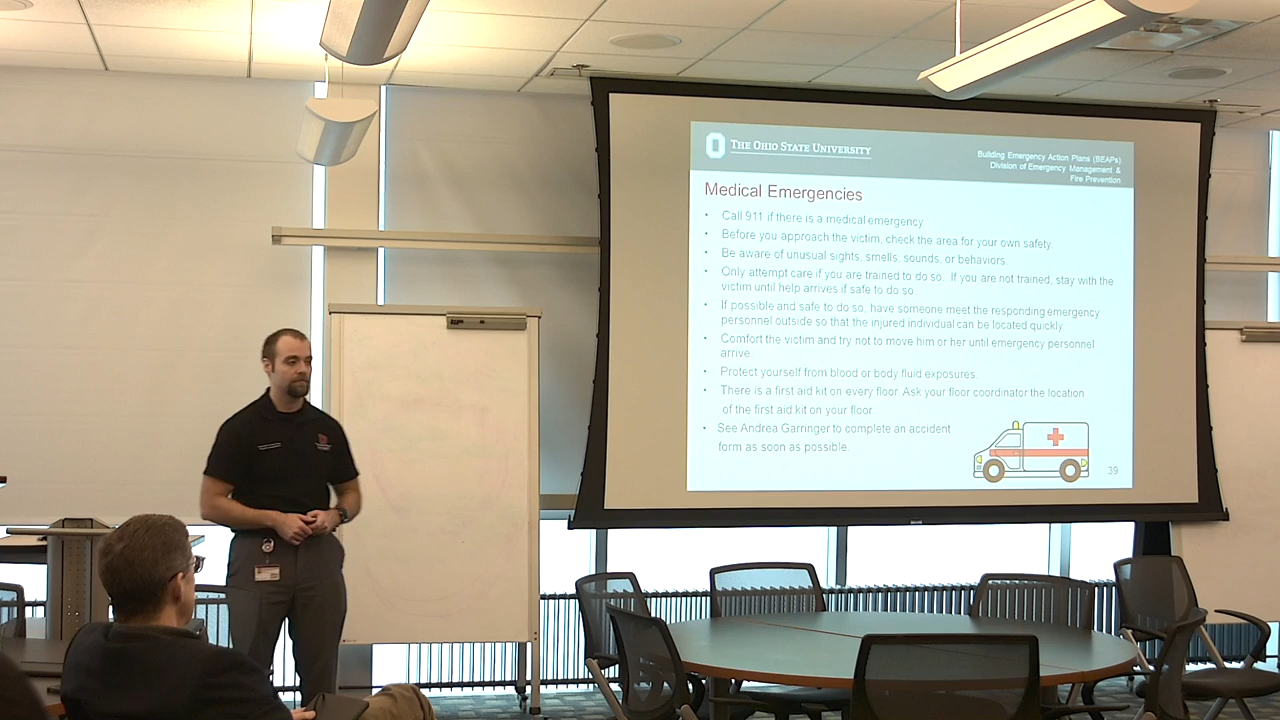 THE OHIO STATE UNIVERSITY
Building Emergency Action Plans (BEAPs)
Division of Emergency Management &
Fire Prevention
Medical Emergencies
• Call 911 if there is a medical emergency
• Before you approach the victim, check the area for your own safety.
• Be aware of unusual sights, smells, sounds, or behaviors
• Only attempt care if you are trained to do so. If you are not trained, stay with the
victim until help arrives if safe to do so
• If possible and safe to do so, have someone meet the responding emergency
personnel outside so that the injured individual can be located quickly.
• Comfort the victim and try not to move him or her until emergency personnel
arrive.
• Protect yourself from blood or body fluid exposures.
• There is a first aid kit on every floor. Ask your floor coordinator the location
of the first aid kit on your floor.
• See Andrea Garringer to complete an accident
form as soon as possible.
39